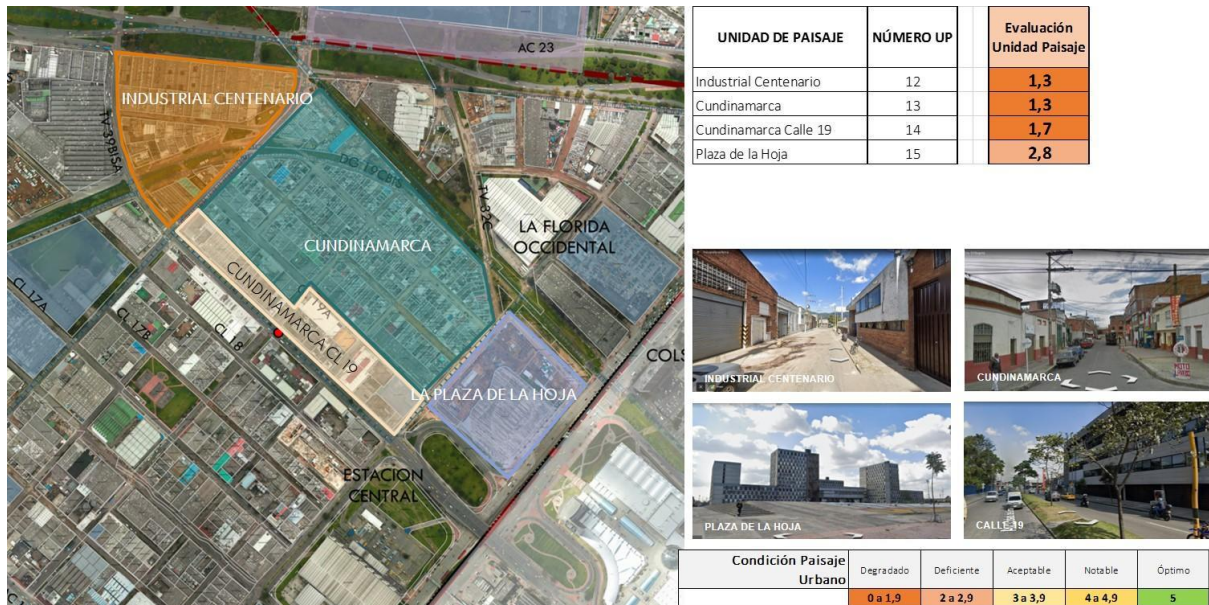 AC 23
INDUSTRIAL CENTENARIO
TV 39BISA
DG 19CBIS
TV 32C
LA FLORIDA
OCCIDENTAL
CUNDINAMARCA
CUNDINAMARCA CL 19
CL 17A
CL 17B
CL 18
COLS
LA PLAZA DE LA HOJA
ESTACION
CENTRAL
UNIDAD DE PAISAJE
NÚMERO UP
Evaluación
Unidad Paisaje
Industrial Centenario 12 1,3
Cundinamarca 13 1,3
Cundinamarca Calle 19 14 1,7
Plaza de la Hoja 15 2,8
INDUSTRIAL CENTENARIO
CUNDINAMARCA
PLAZA DE LA HOJA
CALLE 19
Condición Paisaje
Urbano
Degradado Deficiente Aceptable Notable Óptimo
0 a 1,9 2 a 2,9 3 a 3,9 4 a 4,9 5